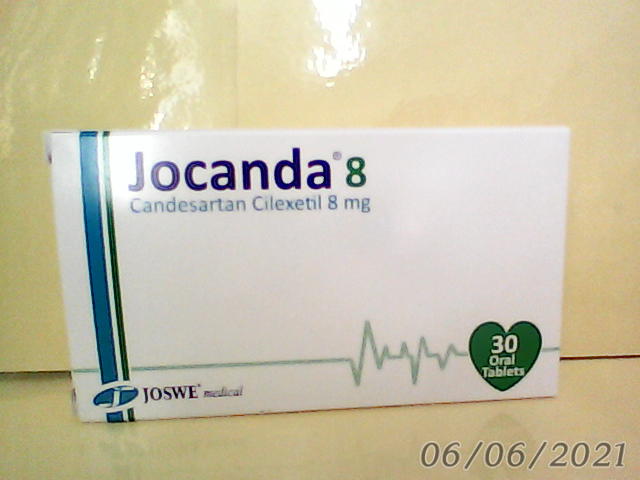 Jocanda® 8
Candesartan Cilexetil 8 mg
30
Oral
Tablets
JOSWE® medical
06/06/2021